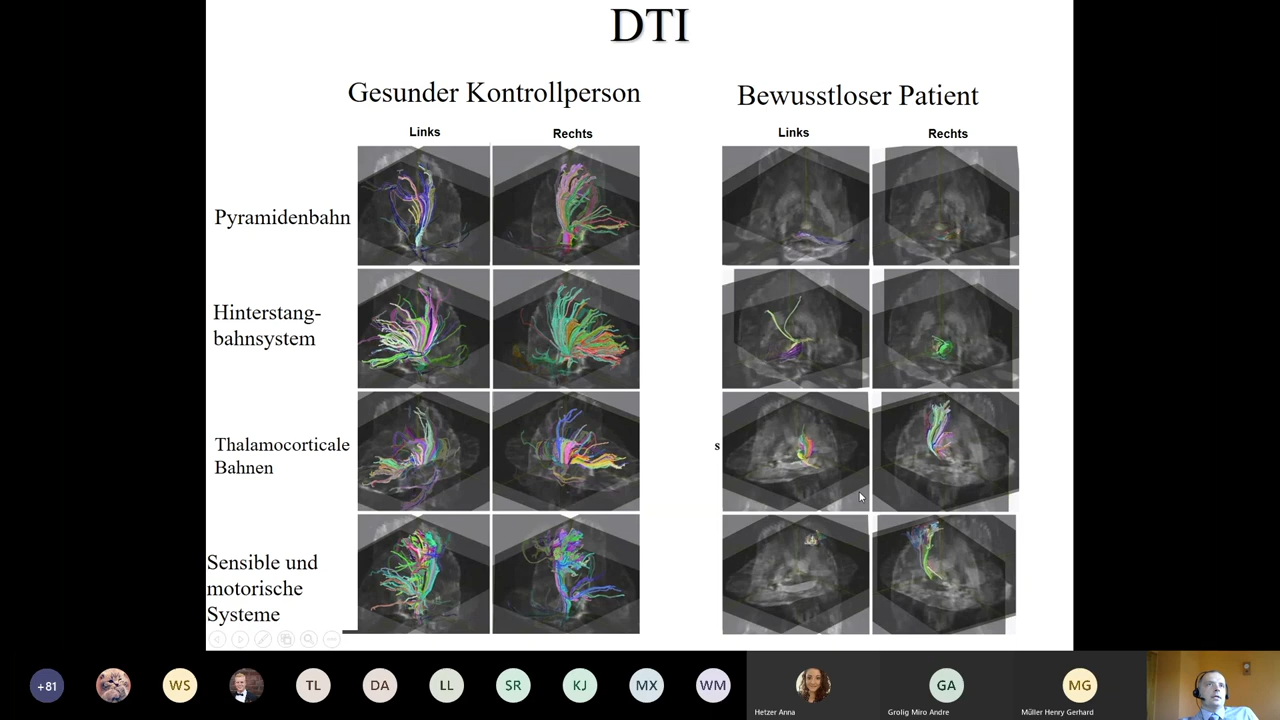 DTI
Gesunder Kontrollperson
Bewusstloser Patient
Links
Rechts
Links
Rechts
Pyramidenbahn
Hinterstang-
bahnsystem
Thalamocorticale
Bahnen
s
Sensible und
motorische
Systeme
+81
WS
TL
DA
LL
SR
KJ
MX
WM
GA
MG
Hetzer Anna
Grolig Miro Andre
Müller Henry Gerhard